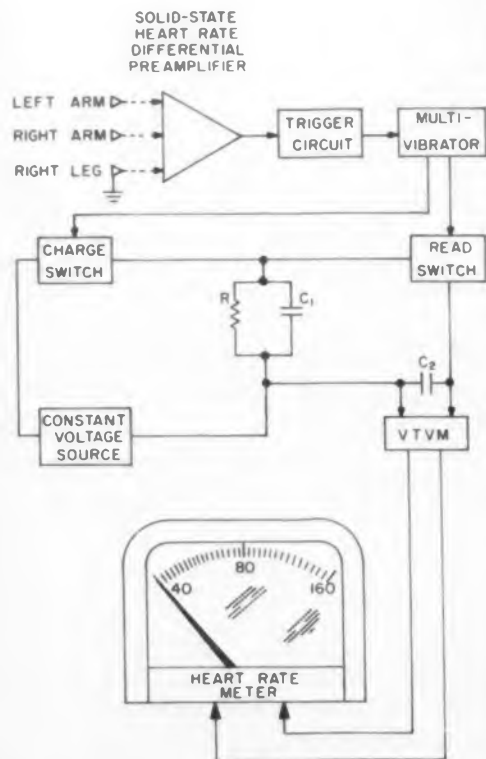 SOLID-STATE
HEART RATE
DIFFERENTIAL
PREAMPLIFIER
LEFT ARM
RIGHT ARM
RIGHT LEG
TRIGGER
CIRCUIT
MULTI-
VIBRATOR
CHARGE
SWITCH
READ
SWITCH
R
C1
C2
CONSTANT
VOLTAGE
SOURCE
VTVM
40
80
160
HEART RATE
METER